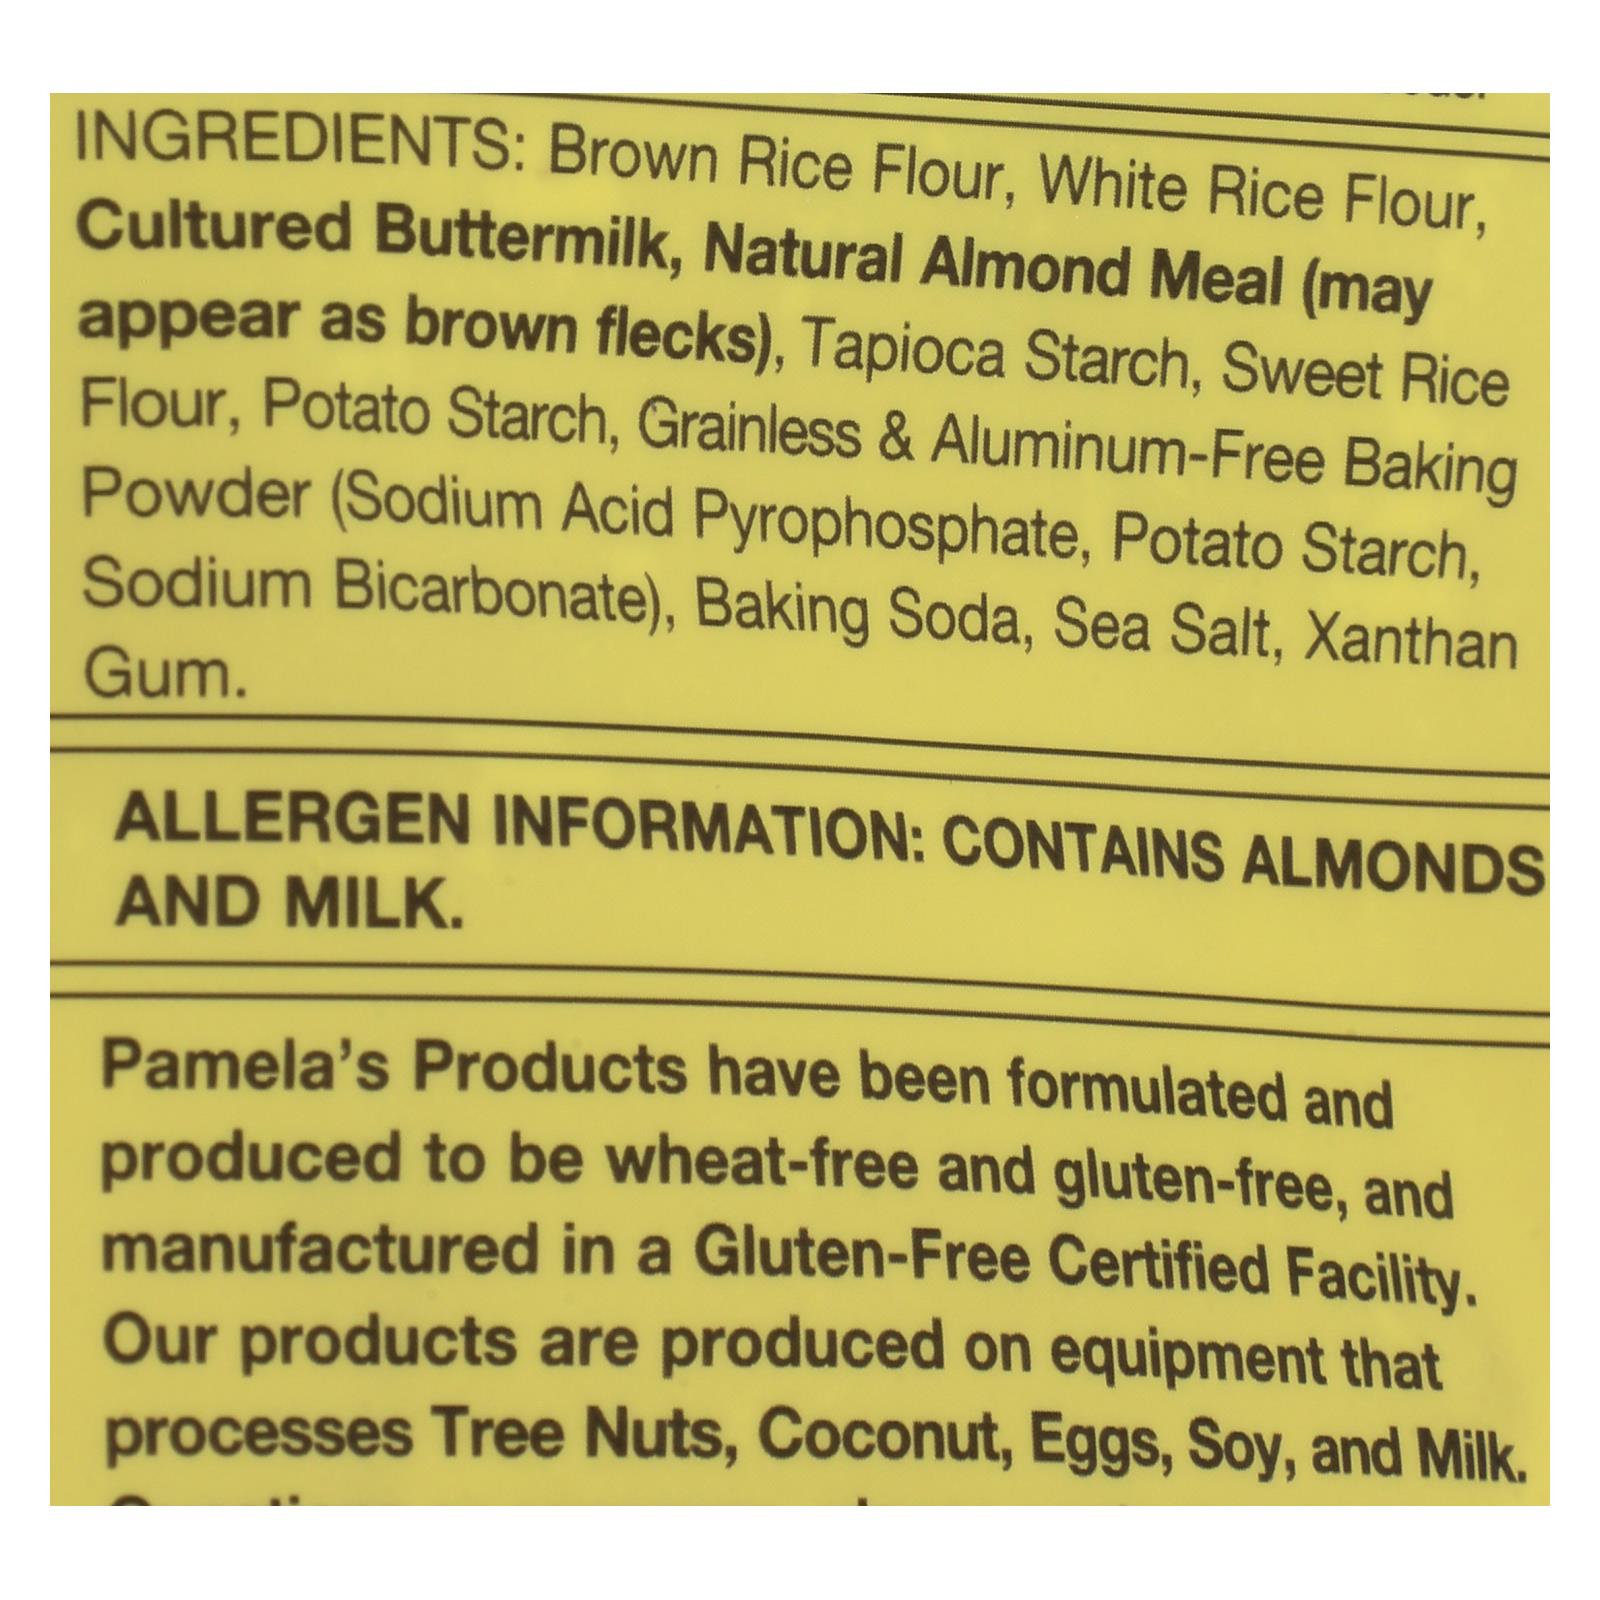 INGREDIENTS: Brown Rice Flour, White Rice Flour,
Cultured Buttermilk, Natural Almond Meal (may
appear as brown flecks), Tapioca Starch, Sweet Rice
Flour, Potato Starch, Grainless & Aluminum-Free Baking
Powder (Sodium Acid Pyrophosphate, Potato Starch,
Sodium Bicarbonate), Baking Soda, Sea Salt, Xanthan
Gum.
ALLERGEN INFORMATION: CONTAINS ALMONDS
AND MILK.
Pamela's Products have been formulated and
produced to be wheat-free and gluten-free, and
manufactured in a Gluten-Free Certified Facility.
Our products are produced on equipment that
processes Tree Nuts, Coconut, Eggs, Soy, and Milk.